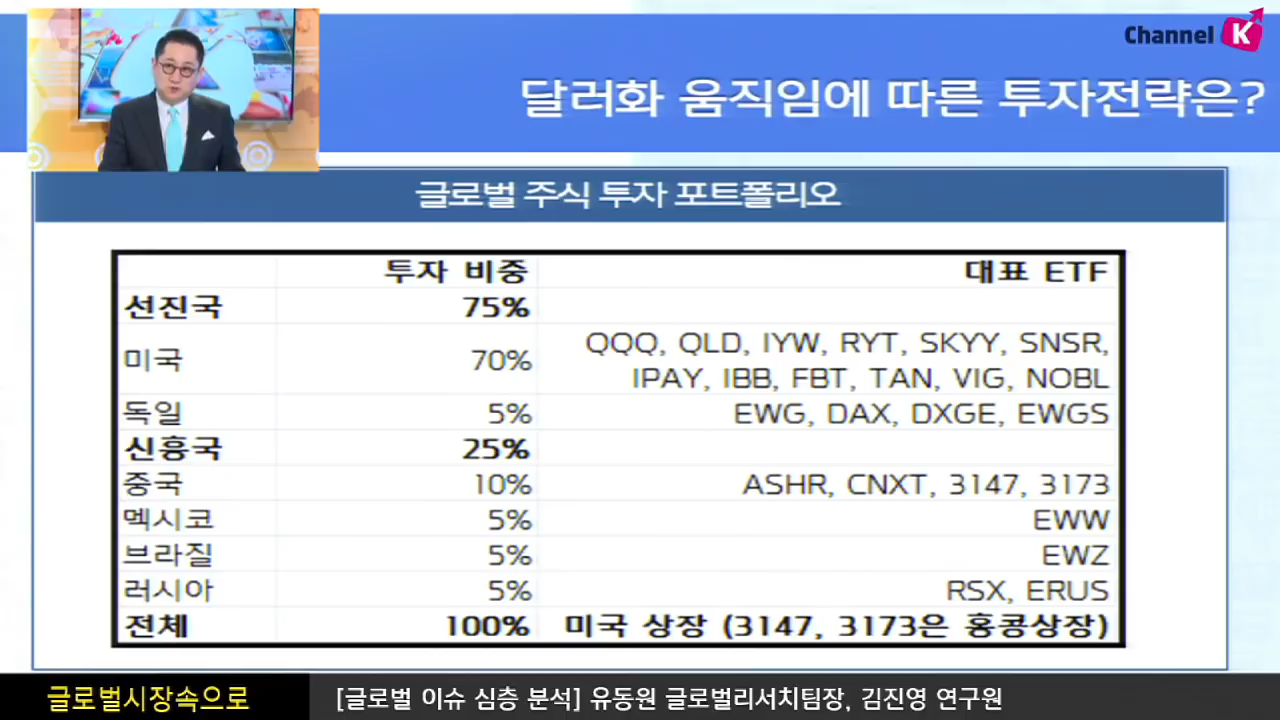 Channel K
달러화 움직임에 따른 투자전략은?
글로벌 주식 투자 포트폴리오
투자 비중 대표 ETF
선진국 75%
미국 70% QQQ, QLD, IYW, RYT, SKYY, SNSR,
IPAY, IBB, FBT, TAN, VIG, NOBL
독일 5% EWG, DAX, DXGE, EWGS
신흥국 25%
중국 10% ASHR, CNXT, 3147, 3173
멕시코 5% EWW
브라질 5% EWZ
러시아 5% RSX, ERUS
전체 100% 미국 상장 (3147, 3173은 홍콩상장)
글로벌시장속으로 [글로벌 이슈 심층 분석] 유동원 글로벌리서치팀장, 김진영 연구원